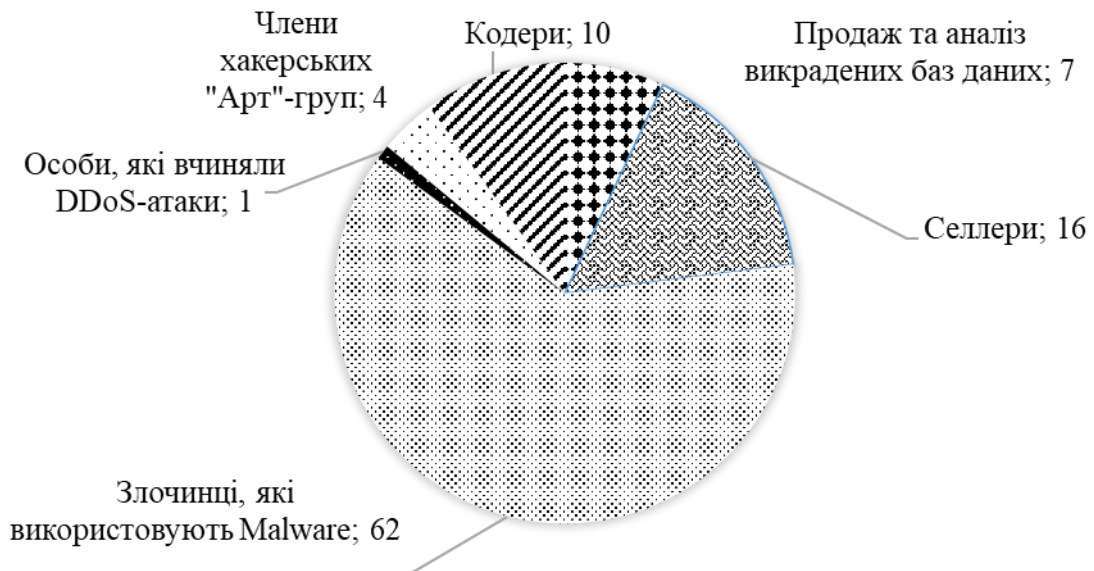 Члени
хакерських
"Арт"-груп; 4
Кодери; 10
Продаж та аналіз
викрадених баз даних; 7
Особи, які вчиняли
DDoS-атаки; 1
Селлери; 16
Злочинці, які
використовують Malware; 62